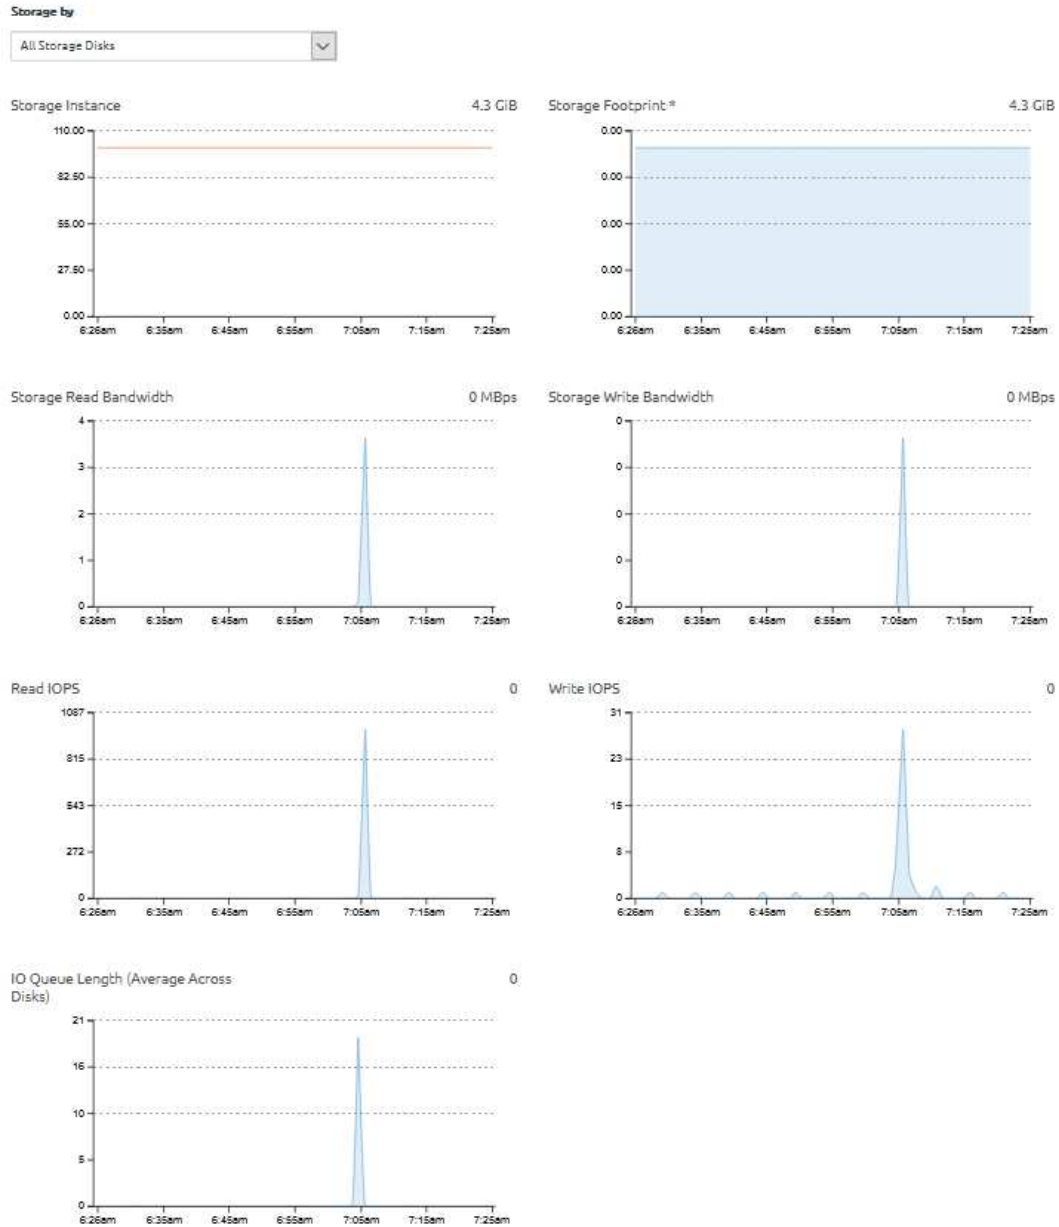 Storage by
All Storage Disks
Storage Instance 4.3 GiB
110.00
82.50
55.00
27.50
0.00
6:26am 6:35am 6:45am 6:55am 7:05am 7:15am 7:25am
Storage Footprint * 4.3 GiB
0.00
0.00
0.00
0.00
0.00
6:26am 6:35am 6:45am 6:55am 7:05am 7:15am 7:25am
Storage Read Bandwidth 0 MBps
4
3
2
1
0
6:26am 6:35am 6:45am 6:55am 7:05am 7:15am 7:25am
Storage Write Bandwidth 0 MBps
0
0
0
0
0
6:26am 6:35am 6:45am 6:55am 7:05am 7:15am 7:25am
Read IOPS 0
1087
815
543
272
0
6:26am 6:35am 6:45am 6:55am 7:05am 7:15am 7:25am
Write IOPS 0
31
23
15
8
0
6:26am 6:35am 6:45am 6:55am 7:05am 7:15am 7:25am
IO Queue Length (Average Across 0
Disks)
21
16
10
5
0
6:26am 6:35am 6:45am 6:55am 7:05am 7:15am 7:25am